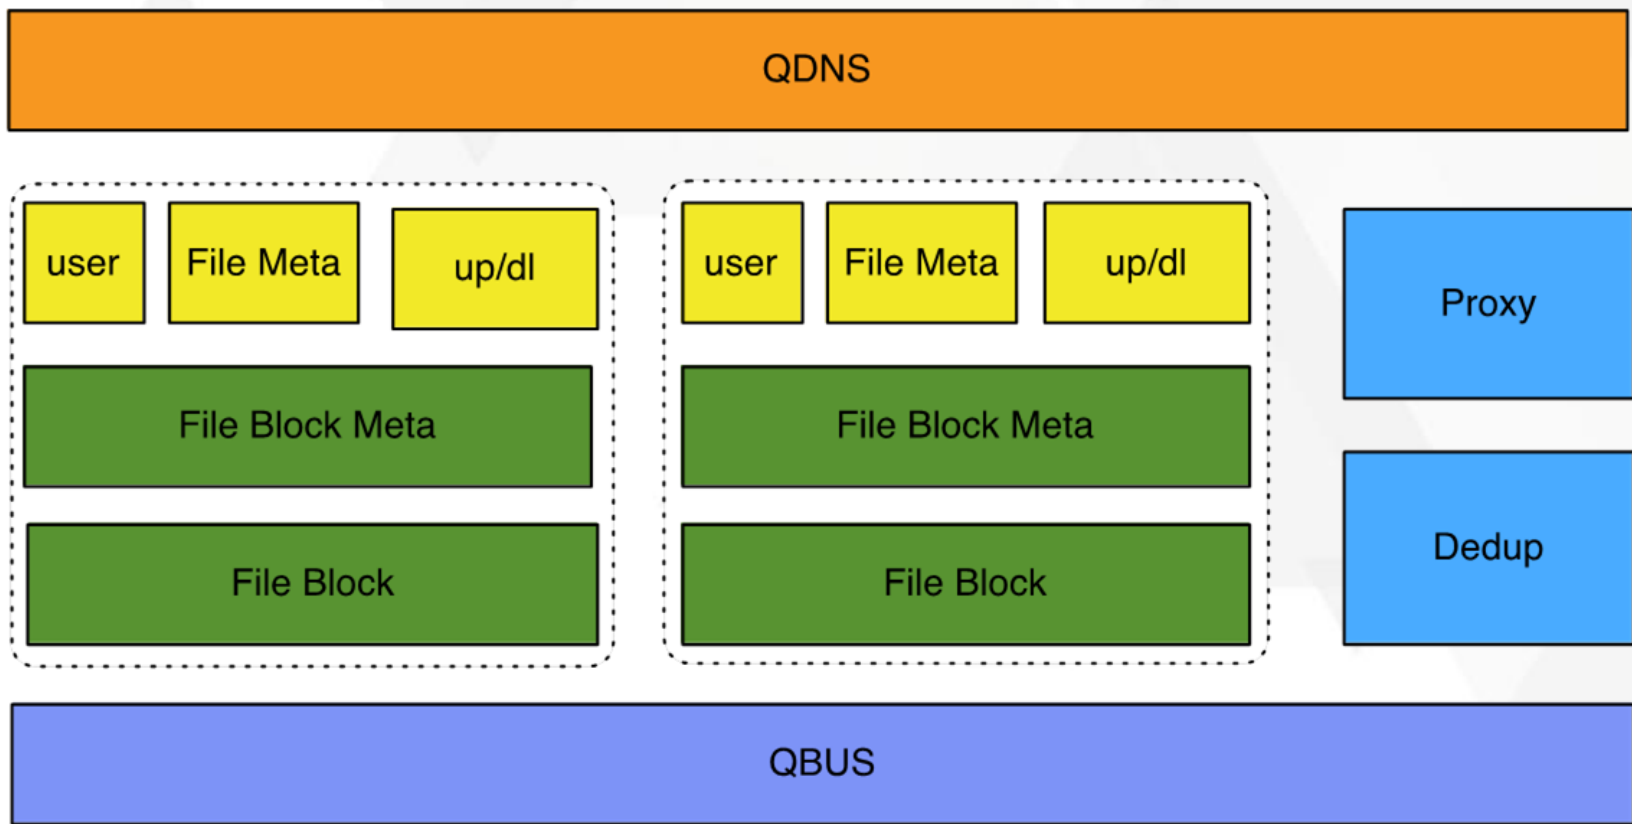 QDNS
user
File Meta
up/dl
File Block Meta
File Block
user
File Meta
up/dl
File Block Meta
File Block
Proxy
Dedup
QBUS